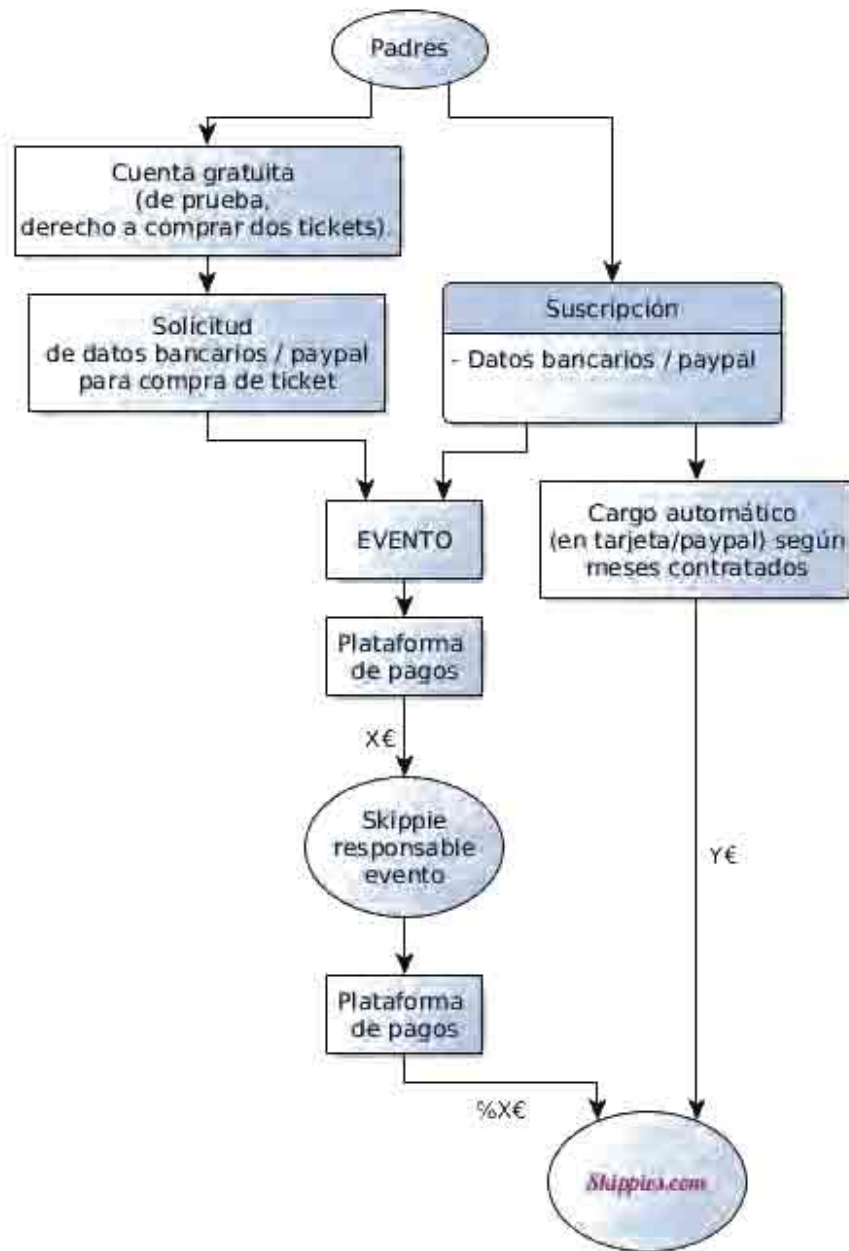 Padres
Cuenta gratuita
(de prueba,
derecho a comprar dos tickets).
Solicitud
de datos bancarios / paypal
para compra de ticket
Suscripción
- Datos bancarios / paypal
EVENTO
Cargo automático
(en tarjeta/paypal) según
meses contratados
Plataforma
de pagos
X€
Skippie
responsable
evento
Y€
Plataforma
de pagos
%X€
Skippies.com